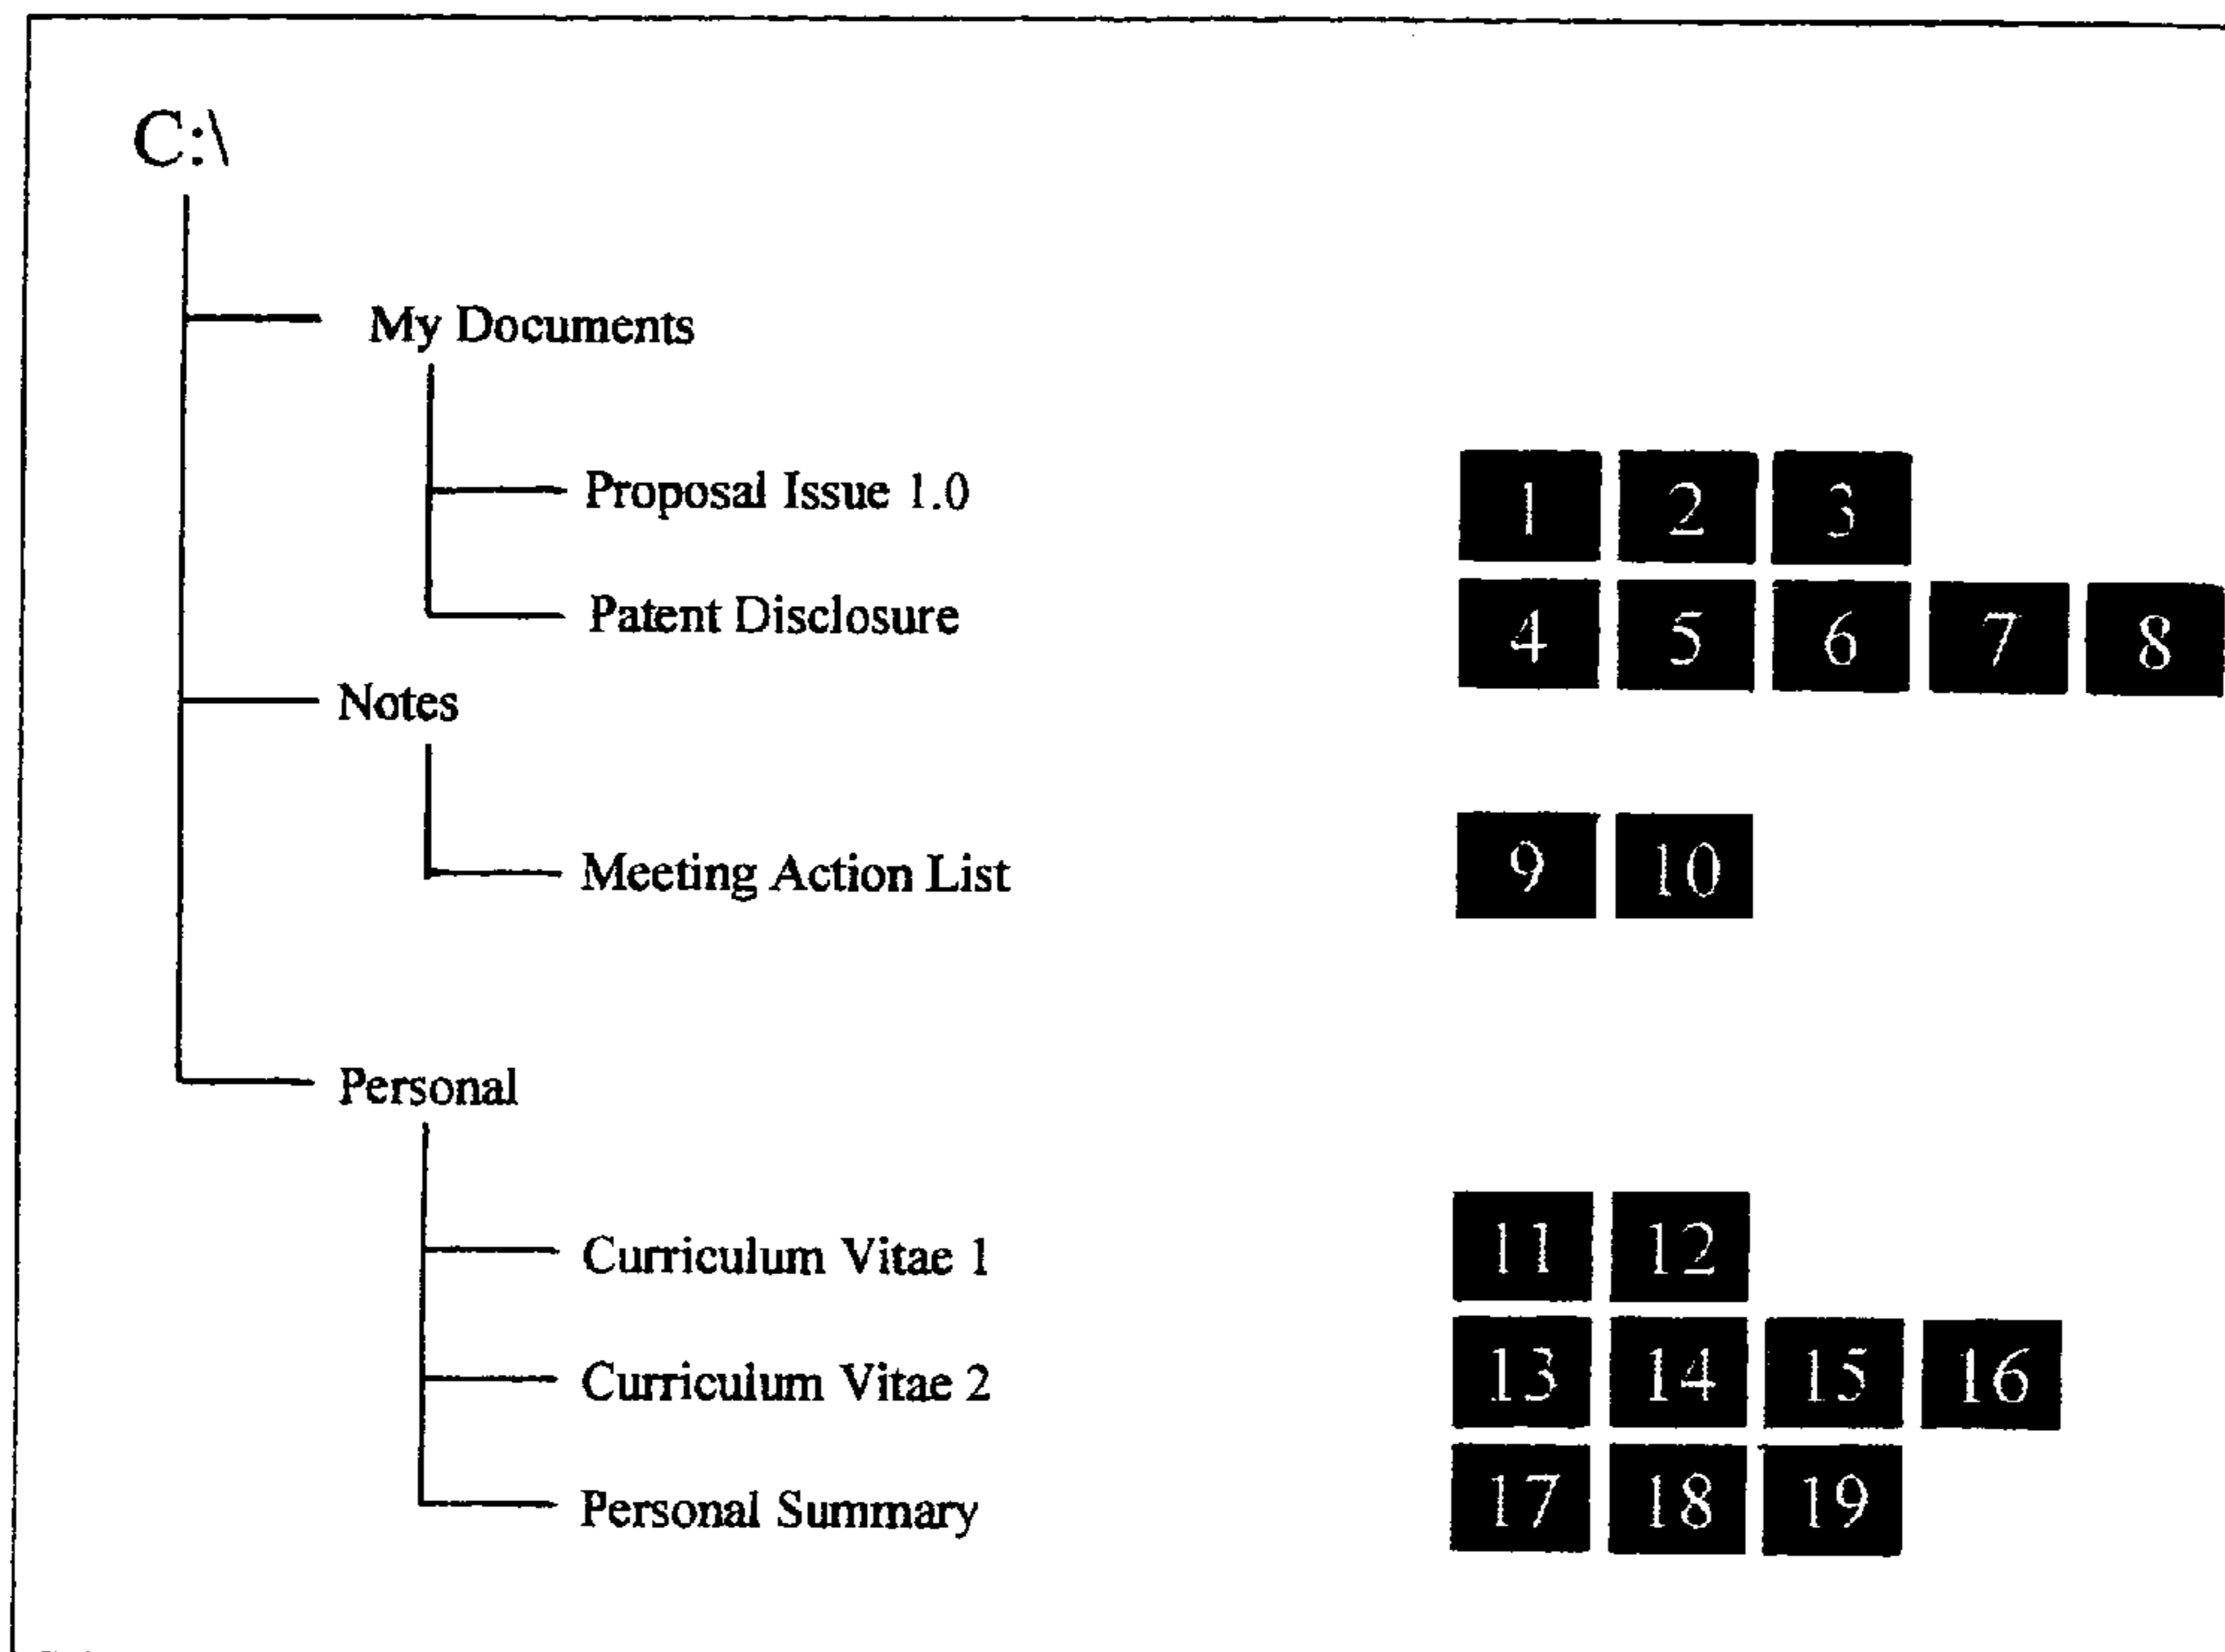 C:\
My Documents
Proposal Issue 1.0 1 2 3
Patent Disclosure 4 5 6 7 8
Notes
Meeting Action List 9 10
Personal
Curriculum Vitae 1 11 12
Curriculum Vitae 2 13 14 15 16
Personal Summary 17 18 19